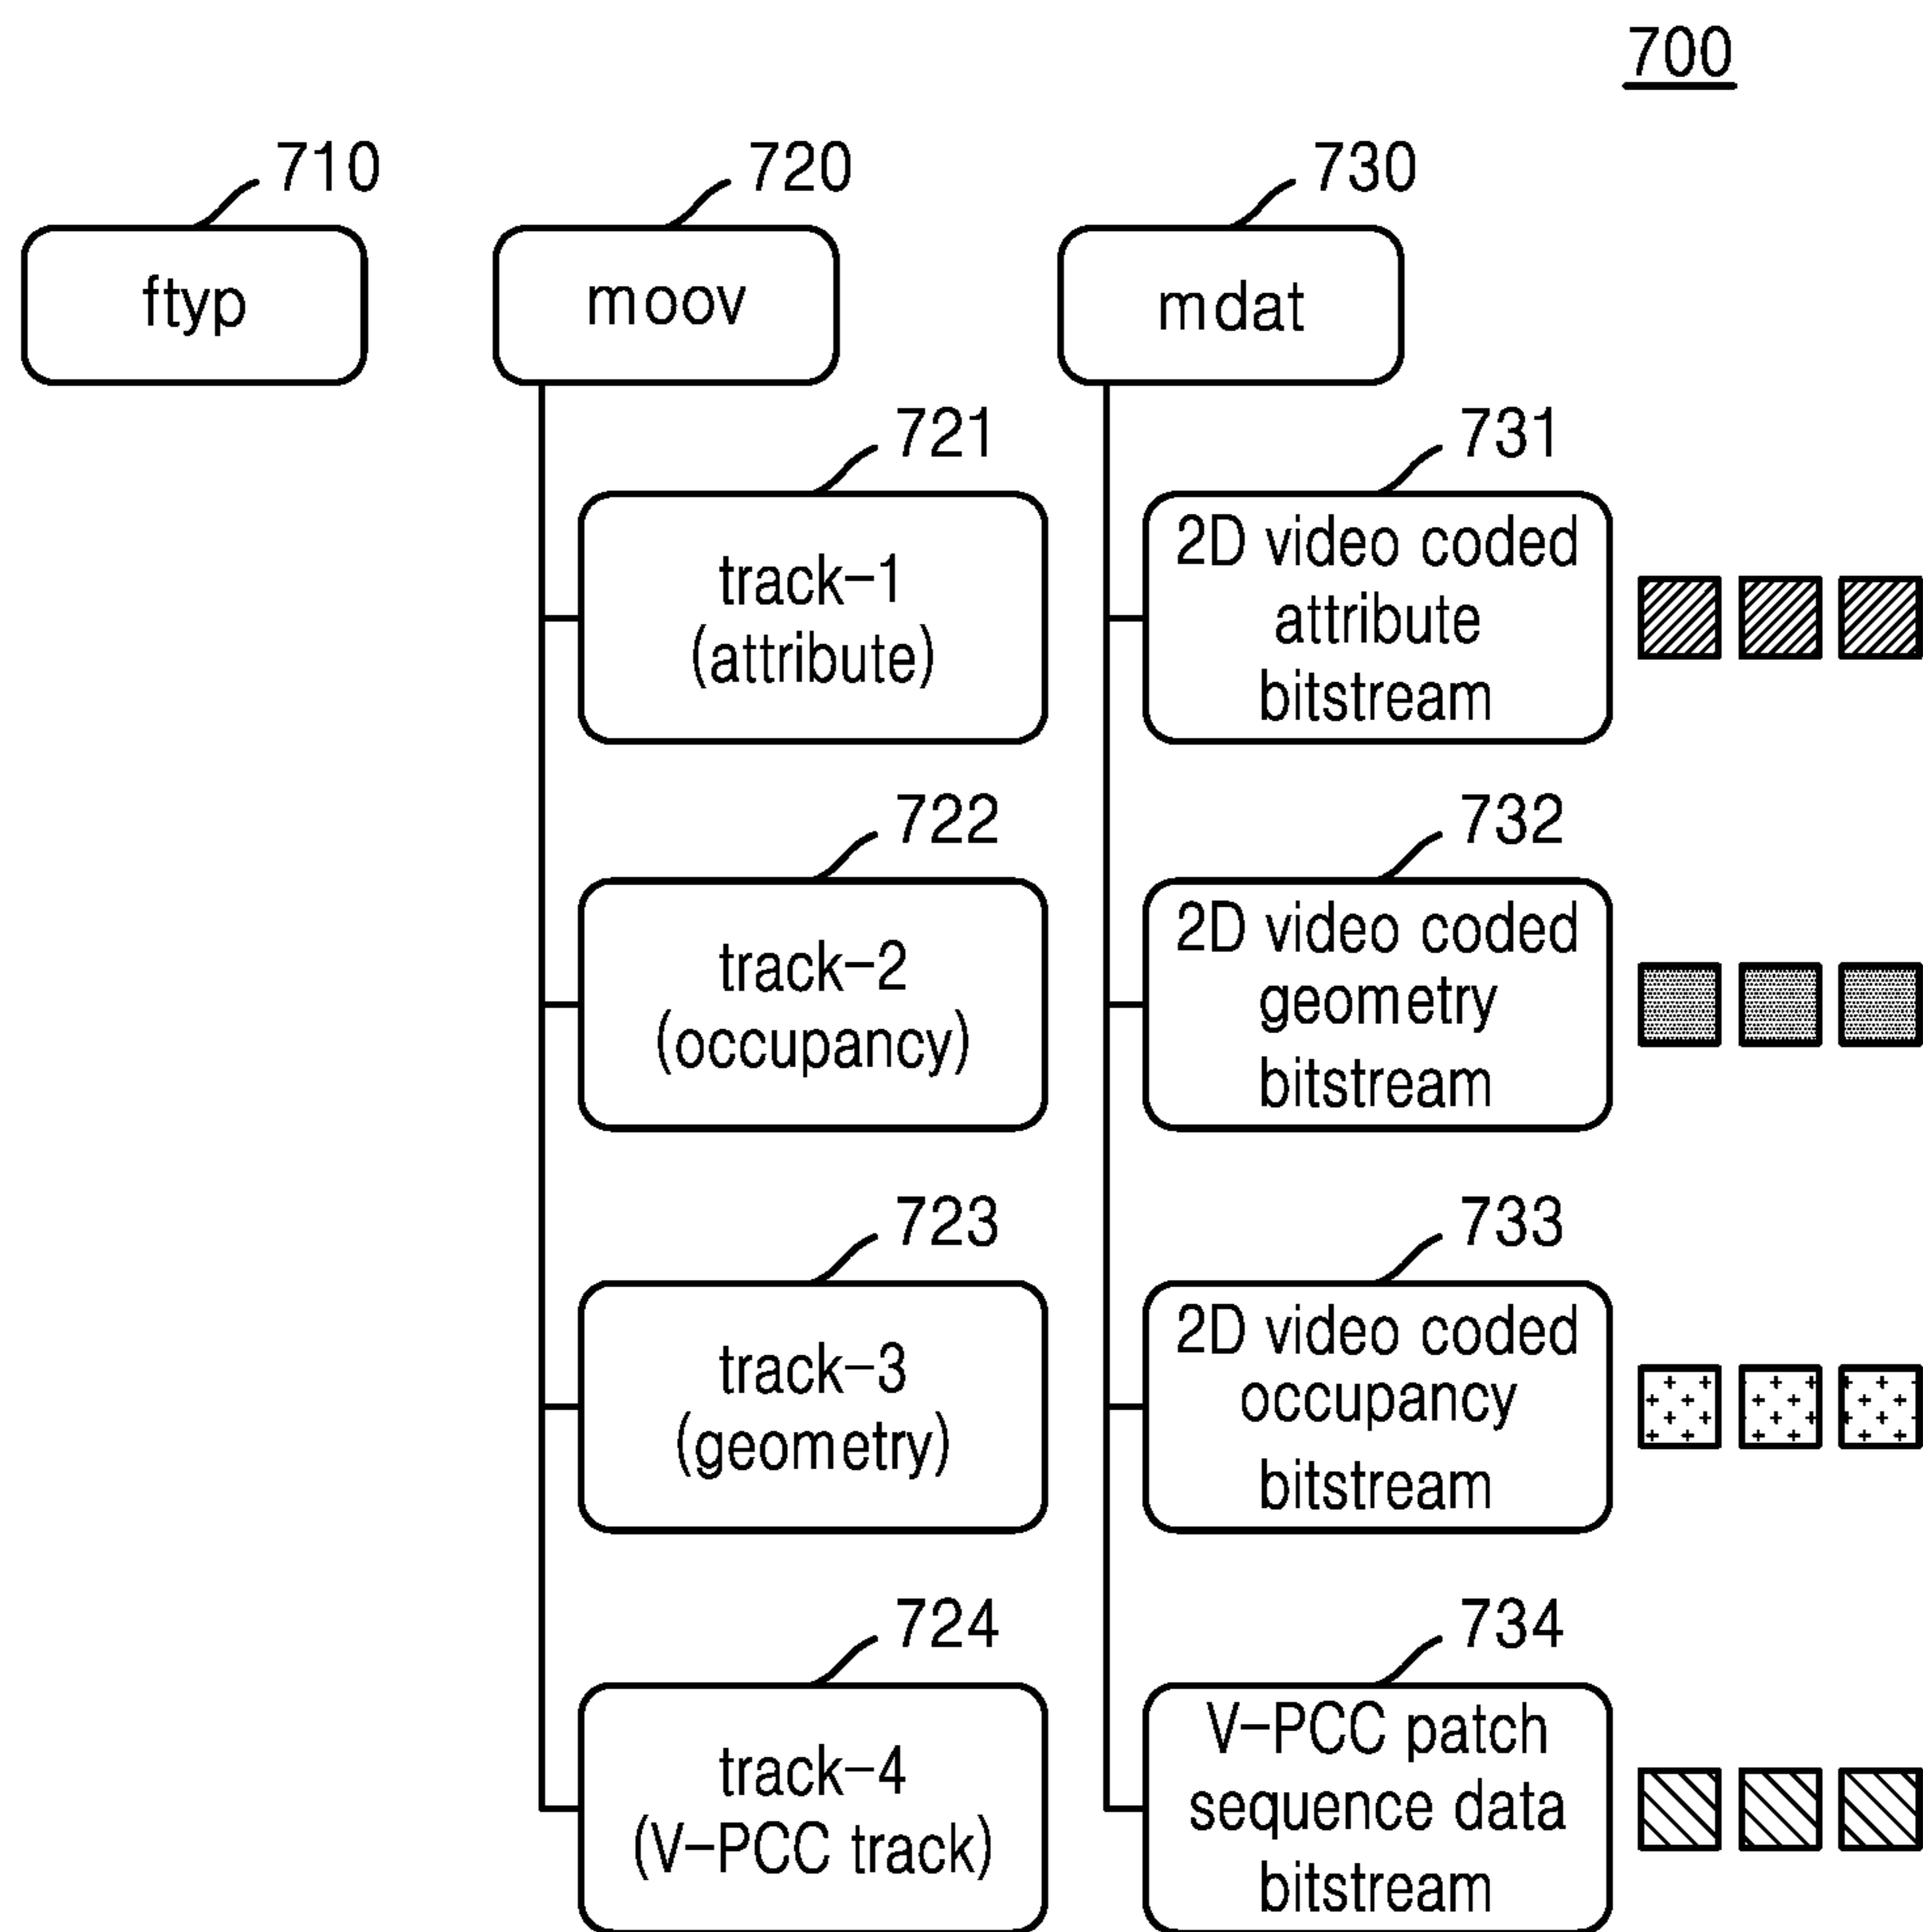 700
710
720
730
ftyp
moov
mdat
721
731
track-1
(attribute)
2D video coded
attribute
bitstream
722
732
track-2
(occupancy)
2D video coded
geometry
bitstream
723
733
track-3
(geometry)
2D video coded
occupancy
bitstream
724
734
track-4
(V-PCC track)
V-PCC patch
sequence data
bitstream